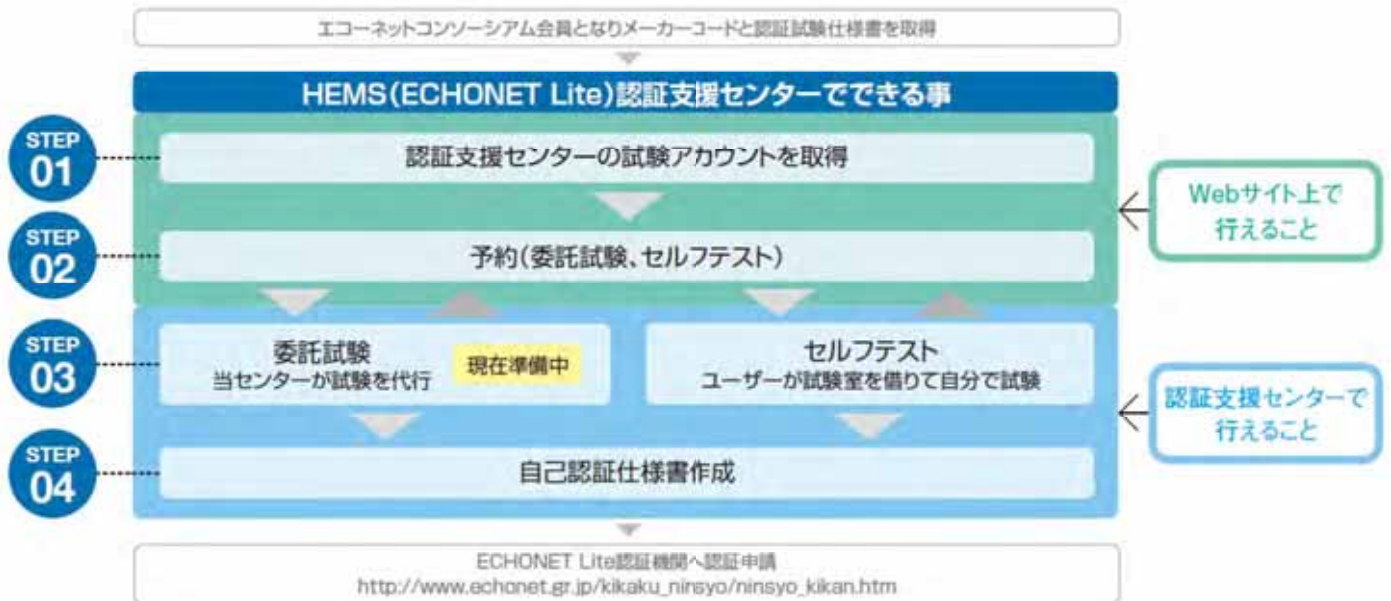 エコーネットコンソーシアム会員となりメーカーコードと認証試験仕様書を取得
HEMS(ECHONET Lite)認証支援センターでできる事
STEP
01
認証支援センターの試験アカウントを取得
Webサイト上で
行えること
STEP
02
予約(委託試験、セルフテスト)
STEP
03
委託試験
当センターが試験を代行
現在準備中
セルフテスト
ユーザーが試験室を借りて自分で試験
認証支援センターで
行えること
STEP
04
自己認証仕様書作成
ECHONET Lite認証機関へ認証申請
http://www.echonet.gr.jp/kikaku_ninsyo/ninsyo_kikan.htm